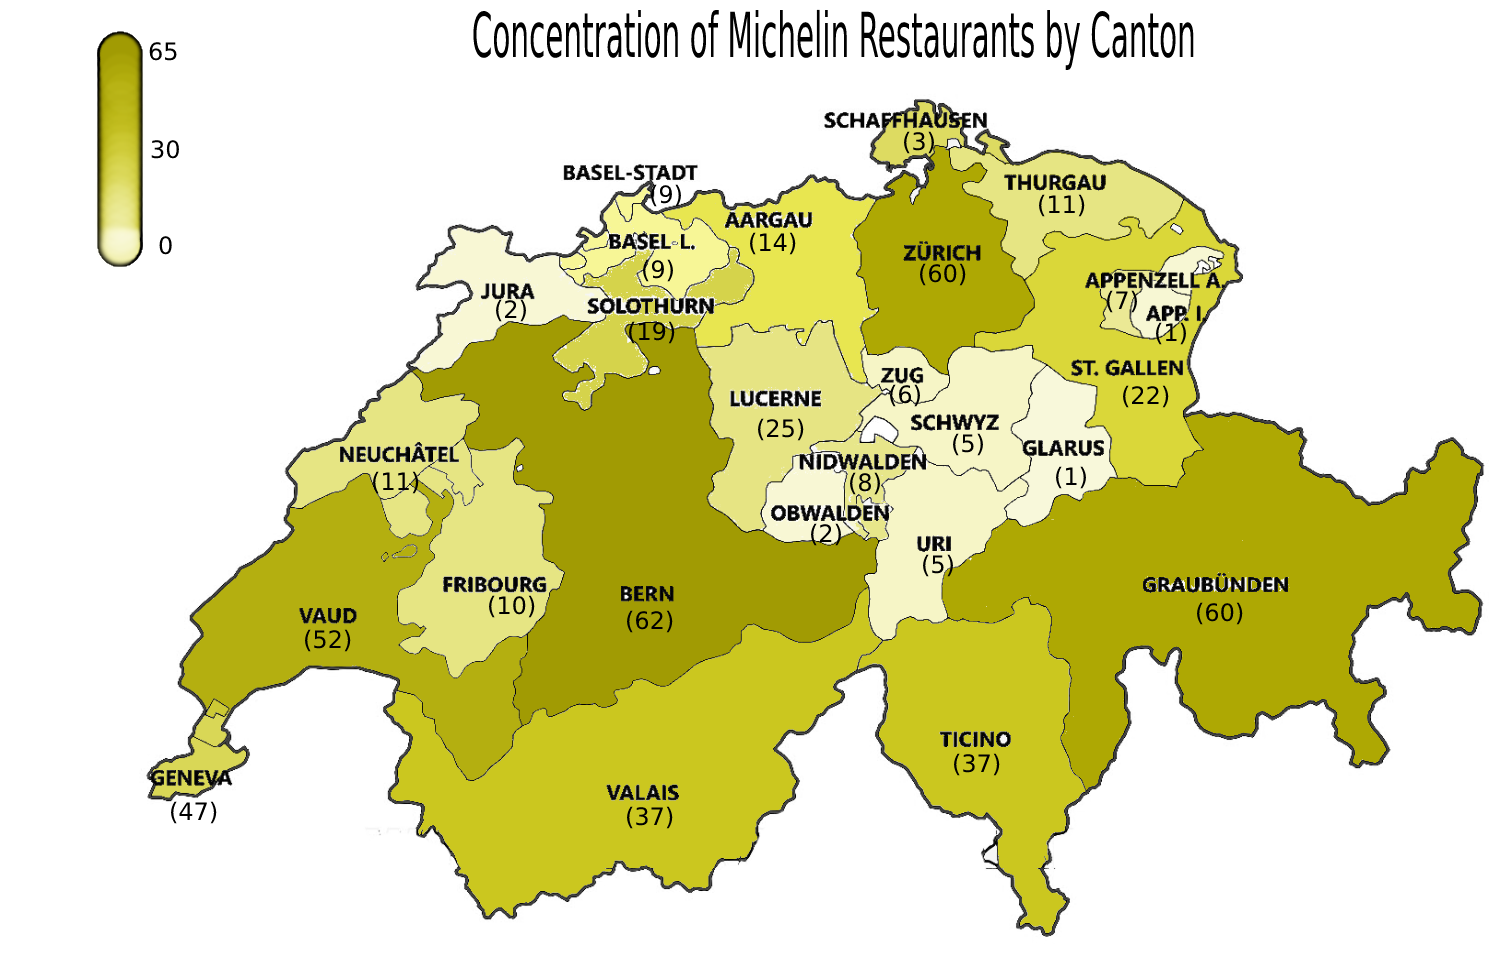 Concentration of Michelin Restaurants by Canton
65
30
0
SCHAFFHAUSEN
(3)
BASEL-STADT
(9)
THURGAU
(11)
AARGAU
(14)
BASEL L.
(9)
ZÜRICH
(60)
APPENZELL A.
(7)
JURA
(2)
SOLOTHURN
(19)
APP. I.
(1)
ST. GALLEN
(22)
ZUG
(6)
LUCERNE
(25)
SCHWYZ
(5)
GLARUS
(1)
NEUCHÂTEL
(11)
NIDWALDEN
(8)
OBWALDEN
(2)
URI
(5)
FRIBOURG
(10)
BERN
(62)
GRAUBÜNDEN
(60)
VAUD
(52)
TICINO
(37)
GENEVA
(47)
VALAIS
(37)